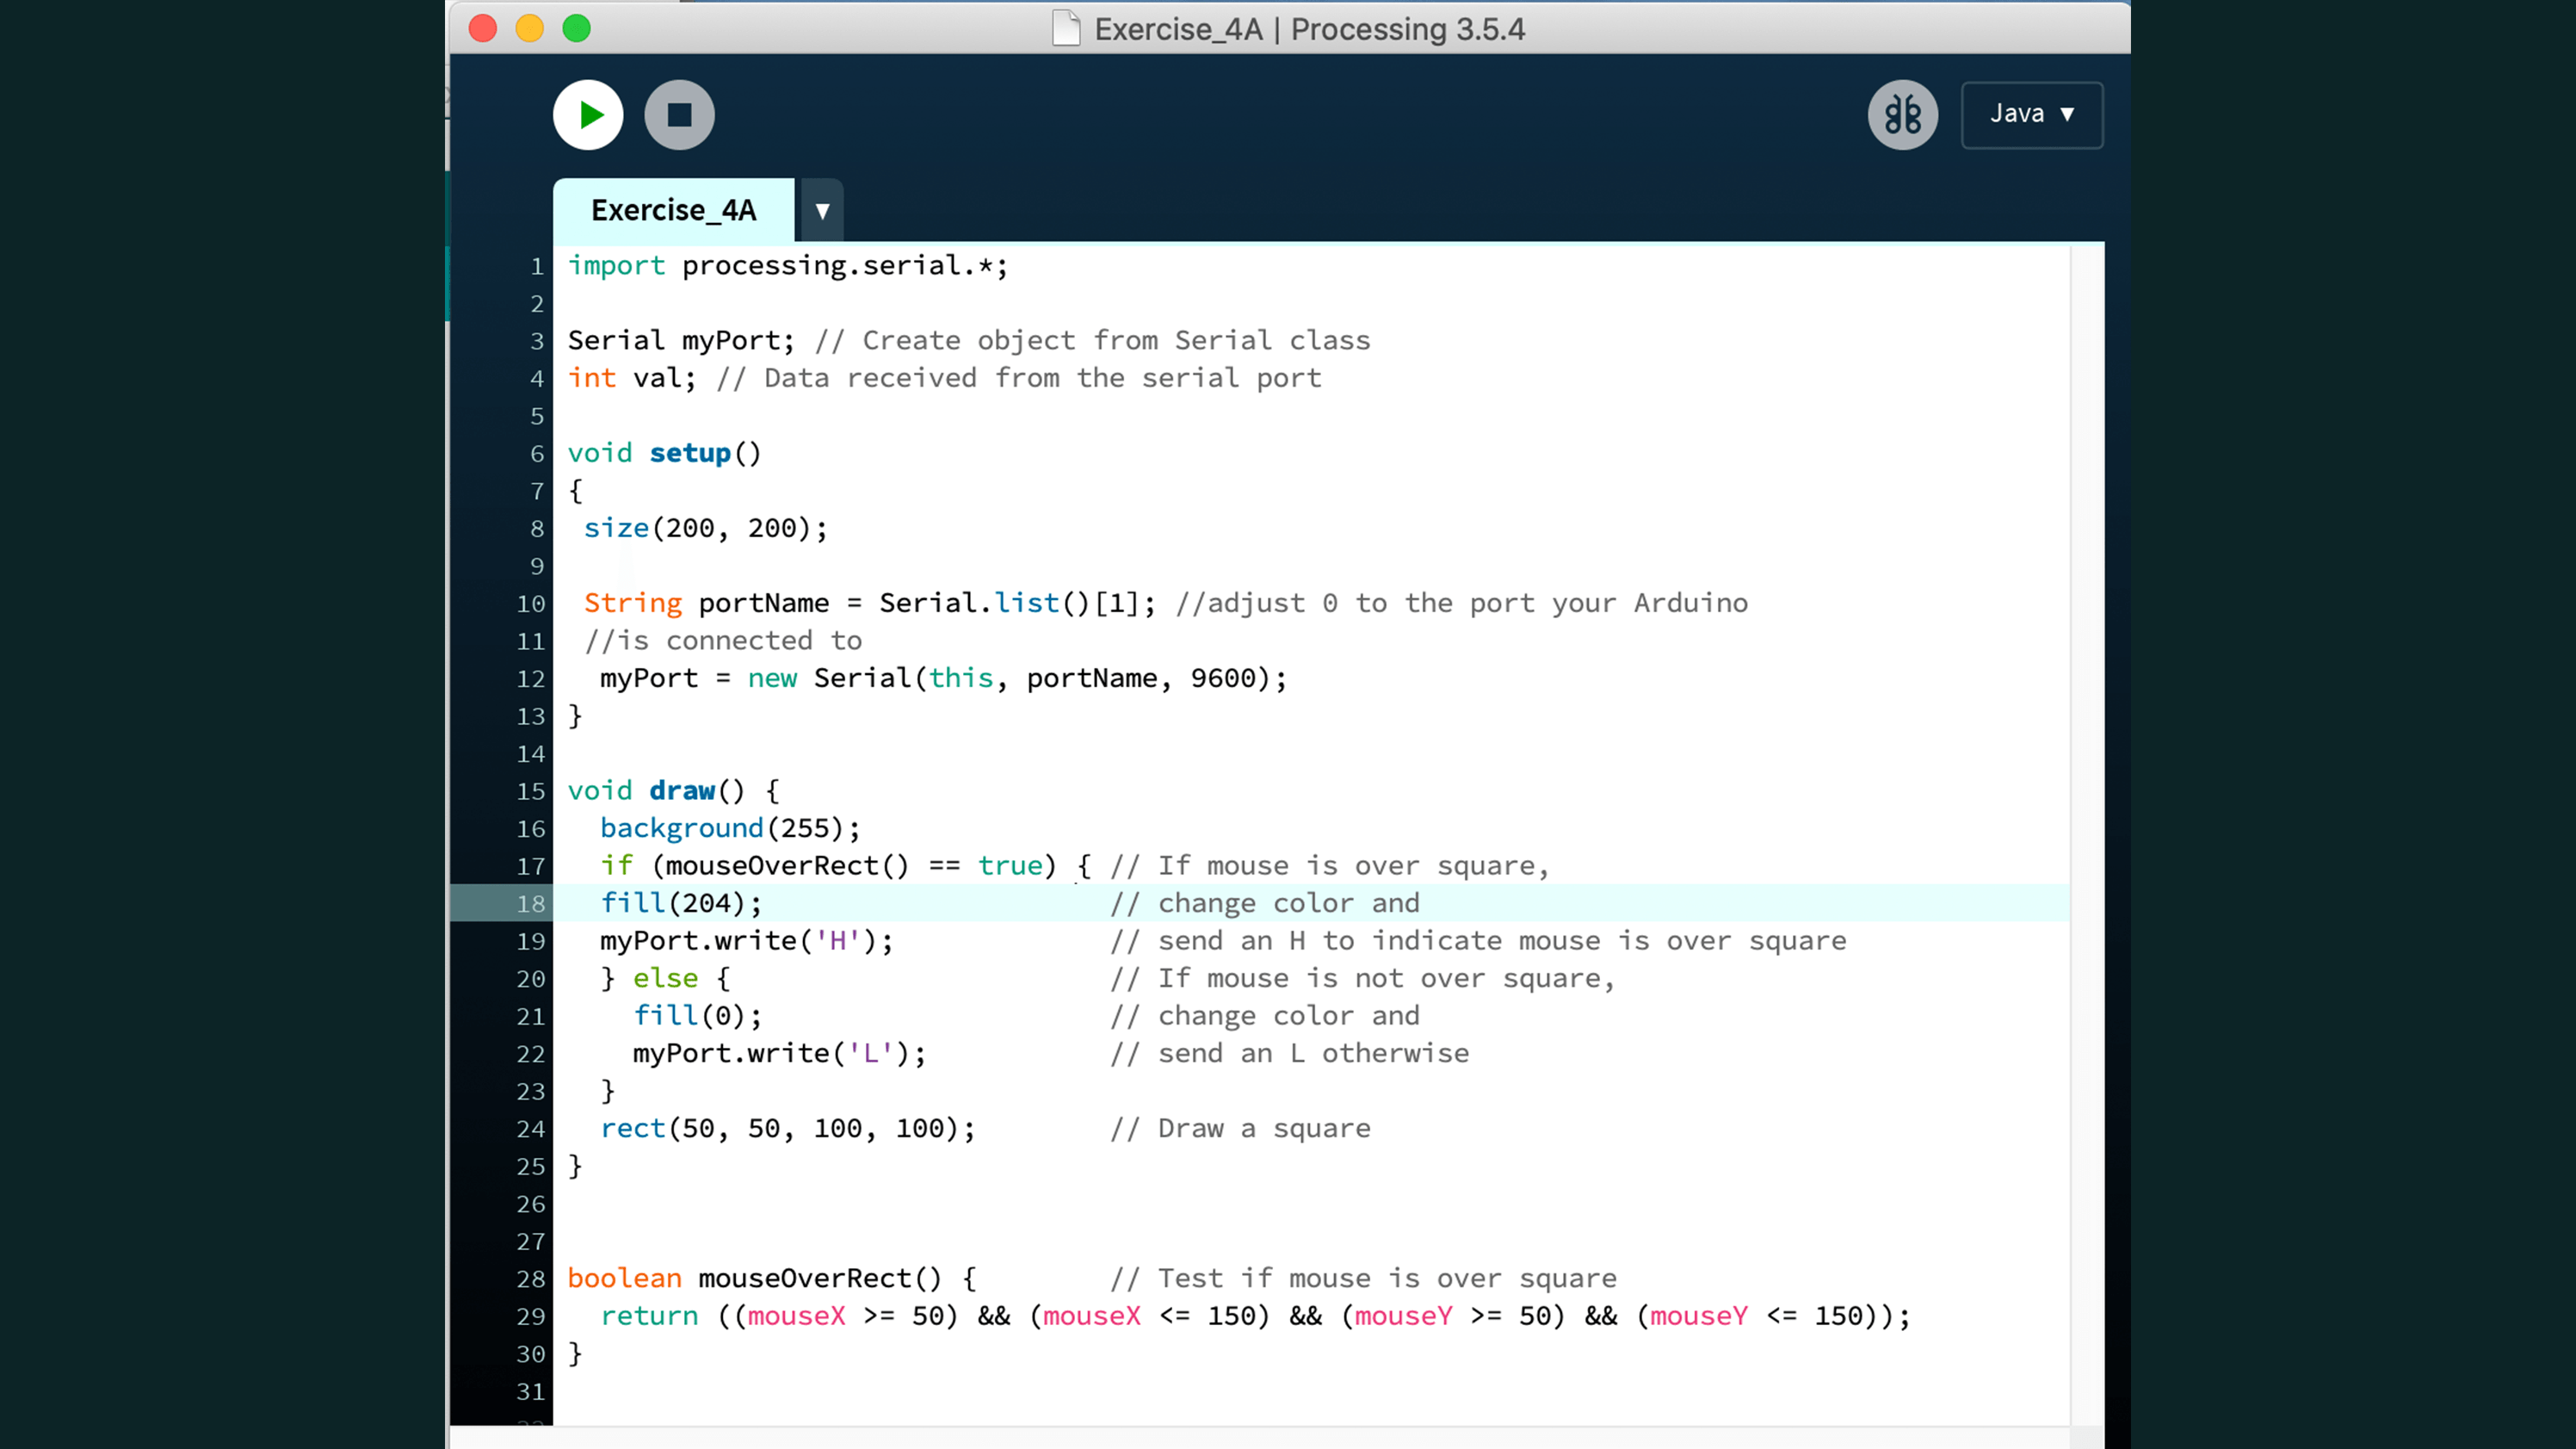 Exercise_4A | Processing 3.5.4
Java ▼
Exercise_4A ▼
1 import processing.serial.*;
2
3 Serial myPort; // Create object from Serial class
4 int val; // Data received from the serial port
5
6 void setup()
7 {
8  size(200, 200);
9
10  String portName = Serial.list()[1]; //adjust 0 to the port your Arduino
11  //is connected to
12   myPort = new Serial(this, portName, 9600);
13 }
14
15 void draw() {
16   background(255);
17   if (mouseOverRect() == true) { // If mouse is over square,
18   fill(204);                     // change color and
19   myPort.write('H');             // send an H to indicate mouse is over square
20   } else {                       // If mouse is not over square,
21     fill(0);                     // change color and
22     myPort.write('L');           // send an L otherwise
23   }
24   rect(50, 50, 100, 100);        // Draw a square
25 }
26
27
28 boolean mouseOverRect() {        // Test if mouse is over square
29   return ((mouseX >= 50) && (mouseX <= 150) && (mouseY >= 50) && (mouseY <= 150));
30 }
31